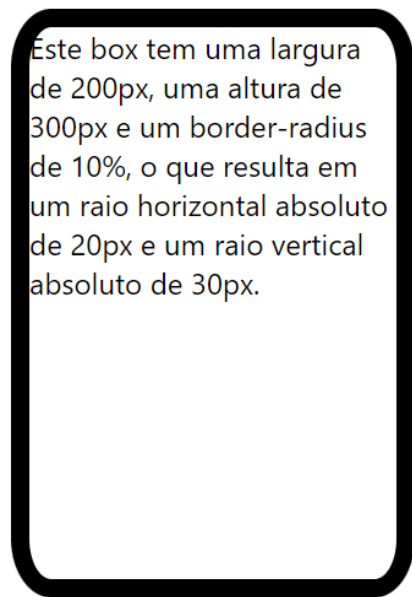 Este box tem uma largura
de 200px, uma altura de
300px e um border-radius
de 10%, o que resulta em
um raio horizontal absoluto
de 20px e um raio vertical
absoluto de 30px.